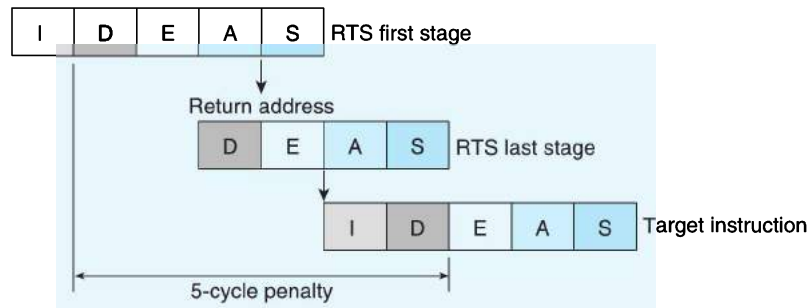 I D E A S RTS first stage
Return address
D E A S RTS last stage
I D E A S Target instruction
5-cycle penalty